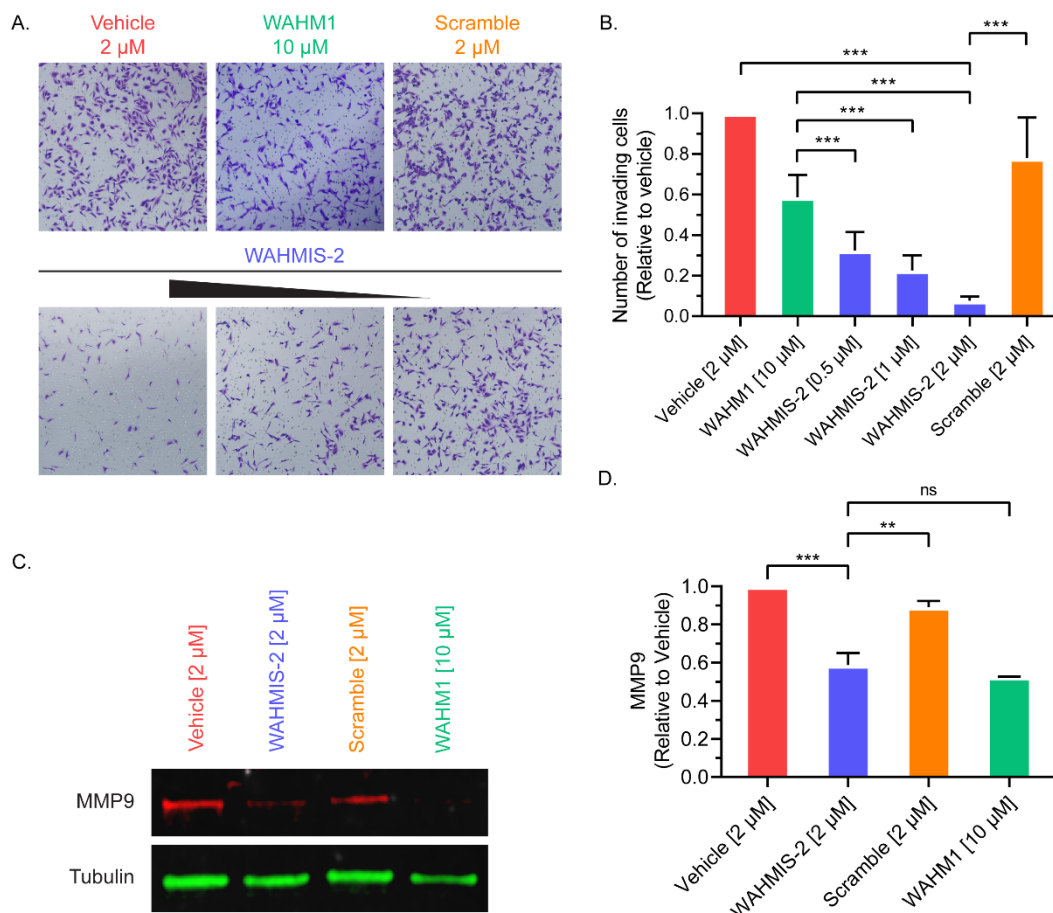 A.
Vehicle
2 µM
WAHM1
10 µM
Scramble
2 µM
WAHMIS-2
B.
***
***
***
***
***
Number of invading cells
(Relative to vehicle)
1.0
0.8
0.6
0.4
0.2
0.0
Vehicle [2 µM]
WAHM1 [10 µM]
WAHMIS-2 [0.5 µM]
WAHMIS-2 [1 µM]
WAHMIS-2 [2 µM]
Scramble [2 µM]
C.
Vehicle [2 µM]
WAHMIS-2 [2 µM]
Scramble [2 µM]
WAHM1 [10 µM]
MMP9
Tubulin
D.
ns
**
***
MMP9
(Relative to Vehicle)
1.0
0.8
0.6
0.4
0.2
0.0
Vehicle [2 µM]
WAHMIS-2 [2 µM]
Scramble [2 µM]
WAHM1 [10 µM]